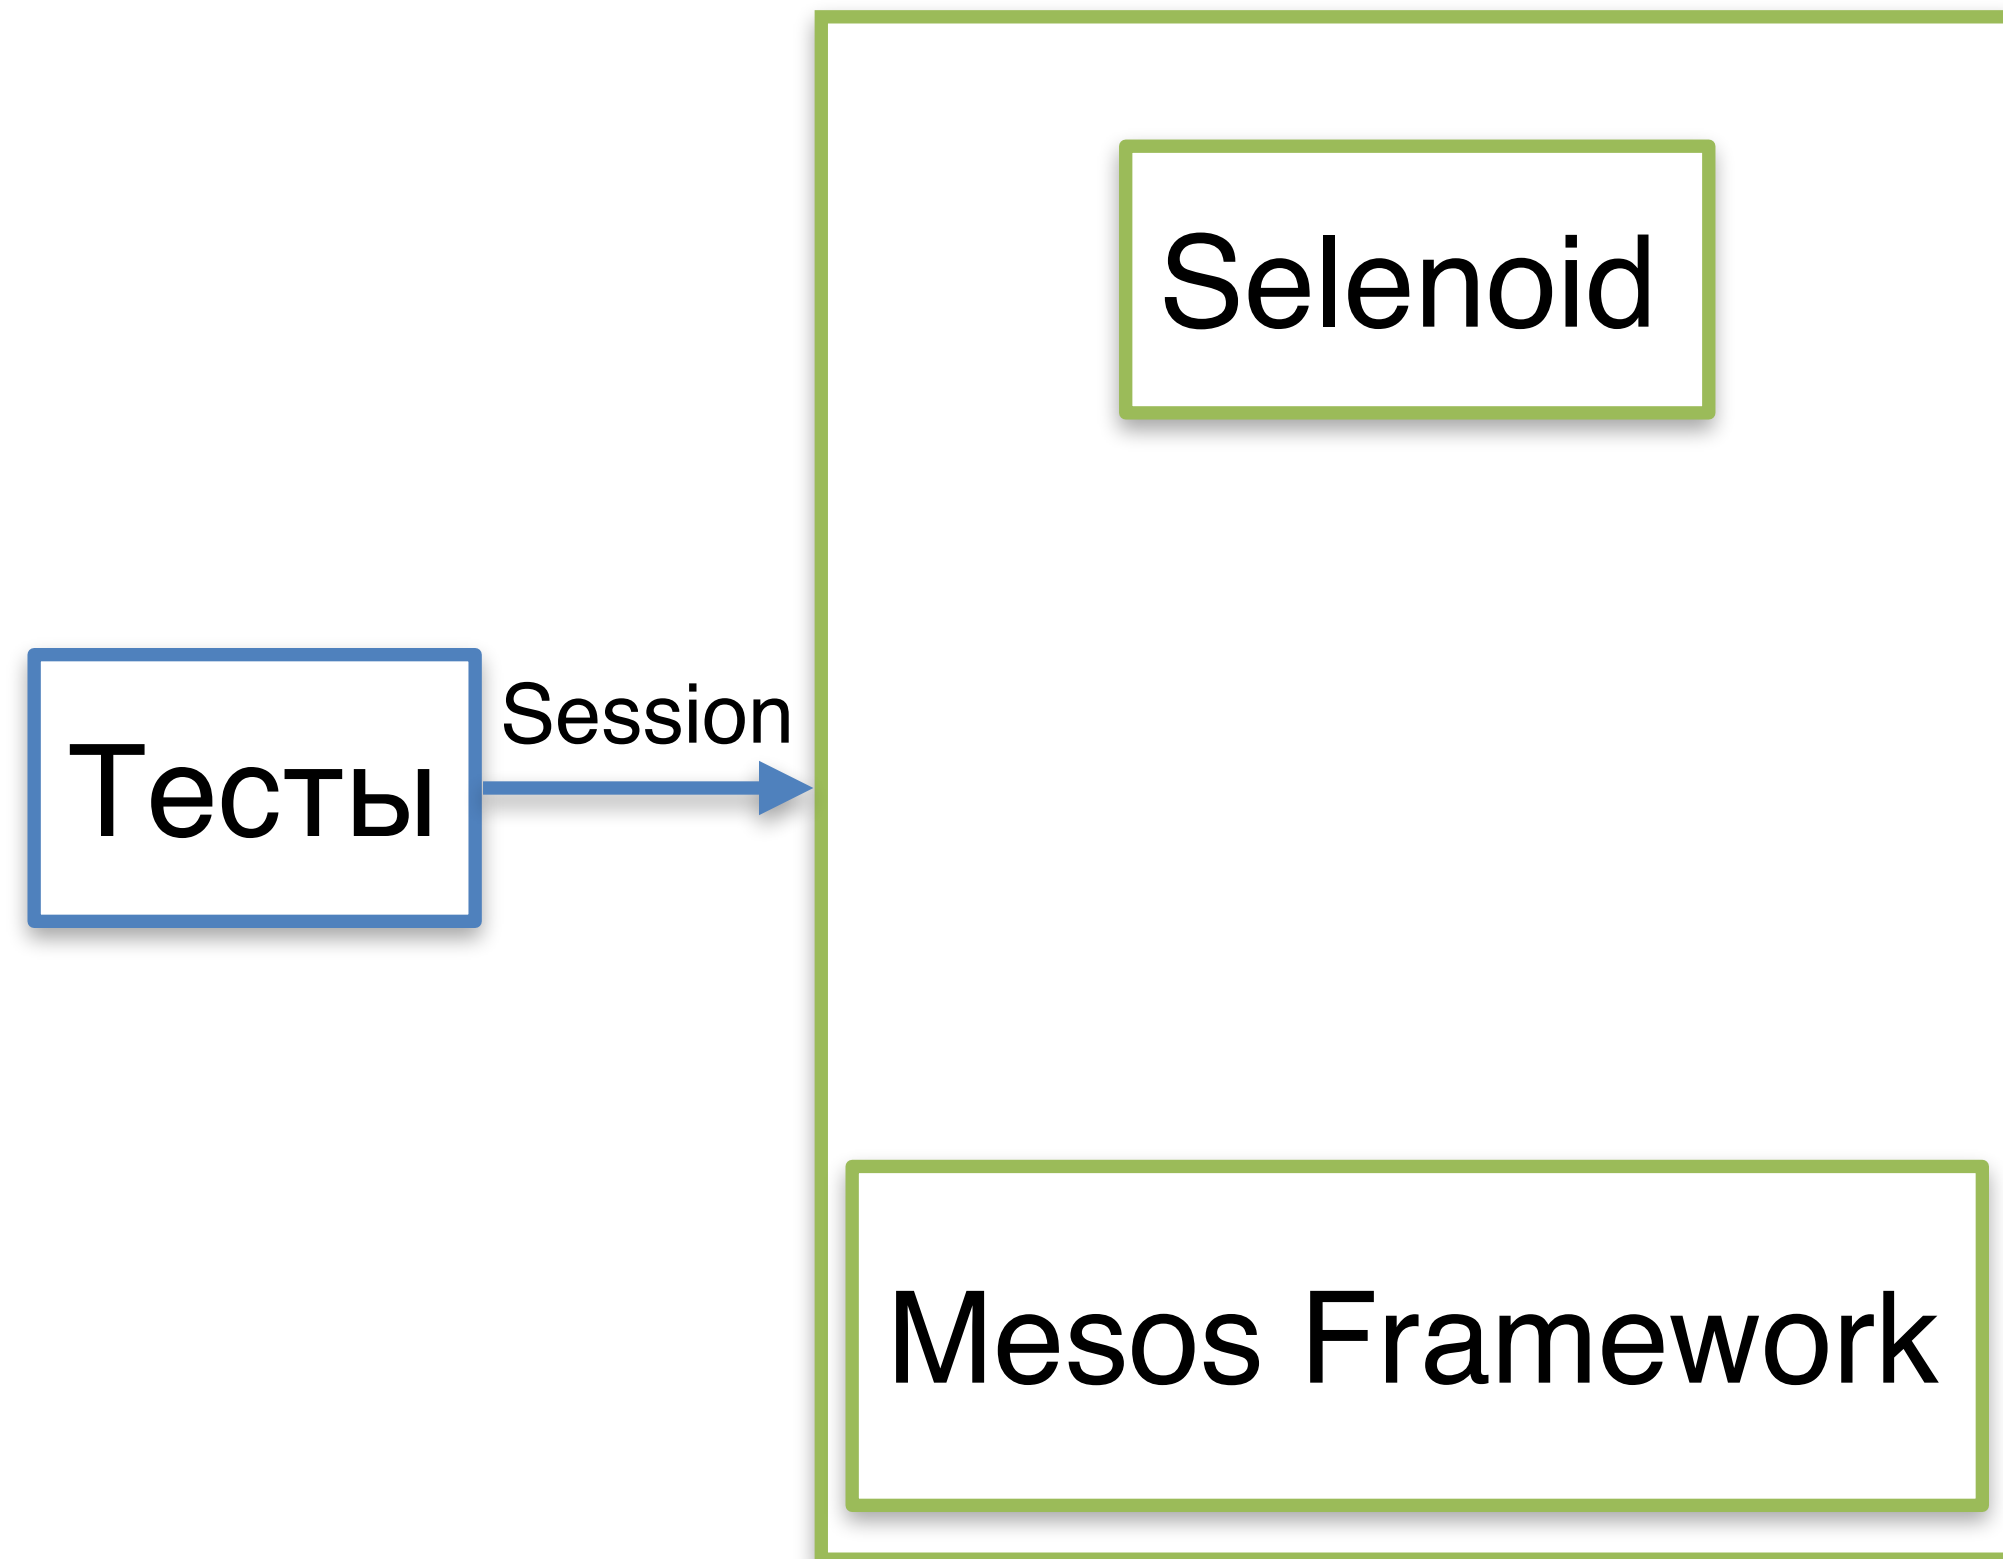 Selenoid
Session
Тесты
Mesos Framework